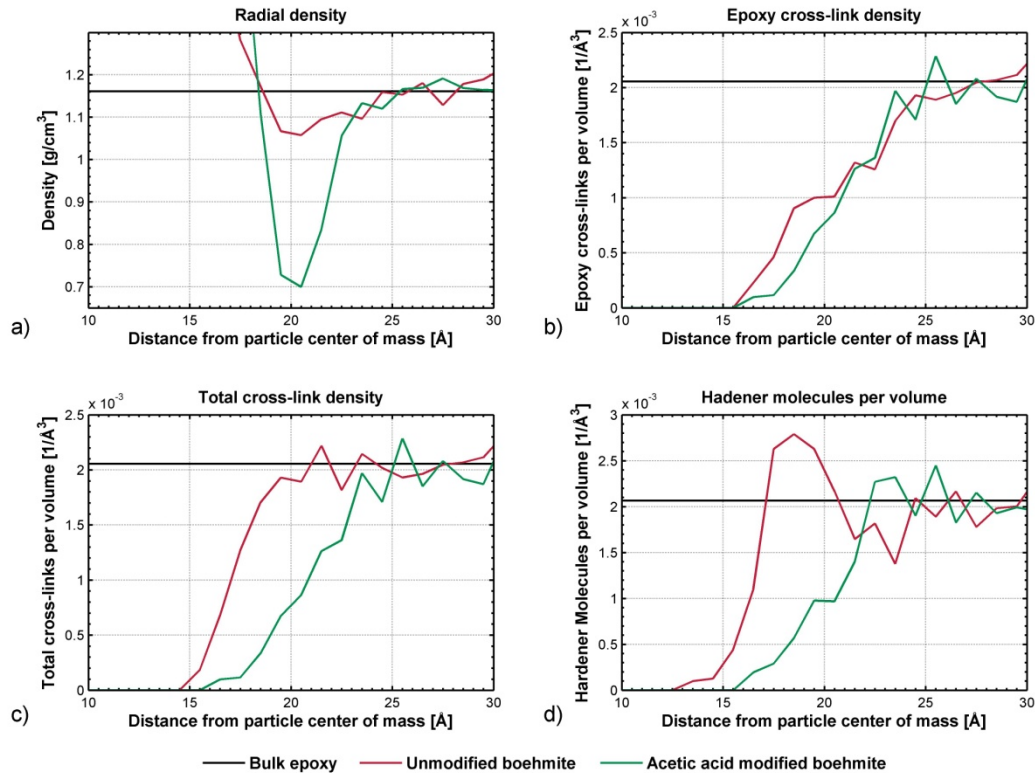 Radial density
1.2
1.1
1
0.9
0.8
0.7
Density [g/cm³]
10 15 20 25 30
Distance from particle center of mass [Å]
a)
Epoxy cross-link density
x 10⁻³
2.5
2
1.5
1
0.5
0
Epoxy cross-links per volume [1/Å³]
10 15 20 25 30
Distance from particle center of mass [Å]
b)
Total cross-link density
x 10⁻³
2.5
2
1.5
1
0.5
0
Total cross-links per volume [1/Å³]
10 15 20 25 30
Distance from particle center of mass [Å]
c)
Hadener molecules per volume
x 10⁻³
3
2.5
2
1.5
1
0.5
0
Hardener Molecules per volume [1/Å³]
10 15 20 25 30
Distance from particle center of mass [Å]
d)
Bulk epoxy Unmodified boehmite Acetic acid modified boehmite